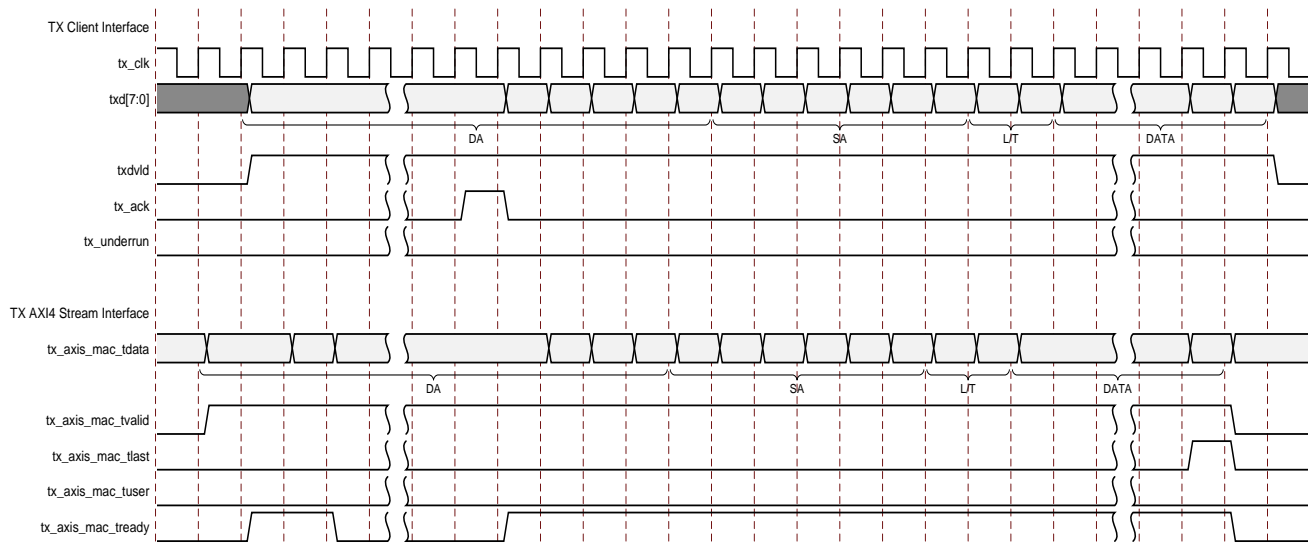 TX Client Interface
tx_clk
txd[7:0]
DA SA L/T DATA
txdvld
tx_ack
tx_underrun
TX AXI4 Stream Interface
tx_axis_mac_tdata
DA SA L/T DATA
tx_axis_mac_tvalid
tx_axis_mac_tlast
tx_axis_mac_tuser
tx_axis_mac_tready